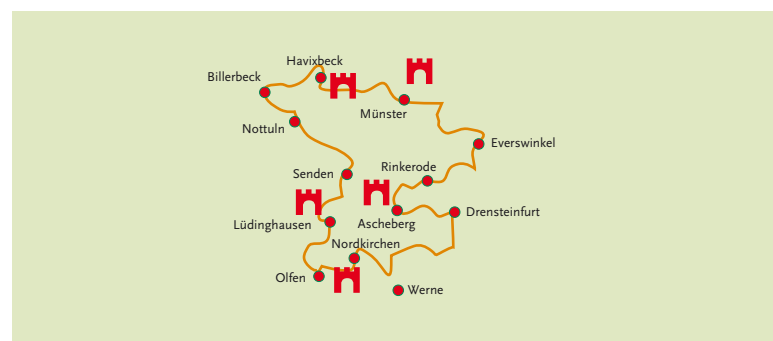 Havixbeck
Billerbeck
Münster
Nottuln
Everswinkel
Rinkerode
Senden
Drensteinfurt
Lüdinghausen
Ascheberg
Nordkirchen
Olfen
Werne